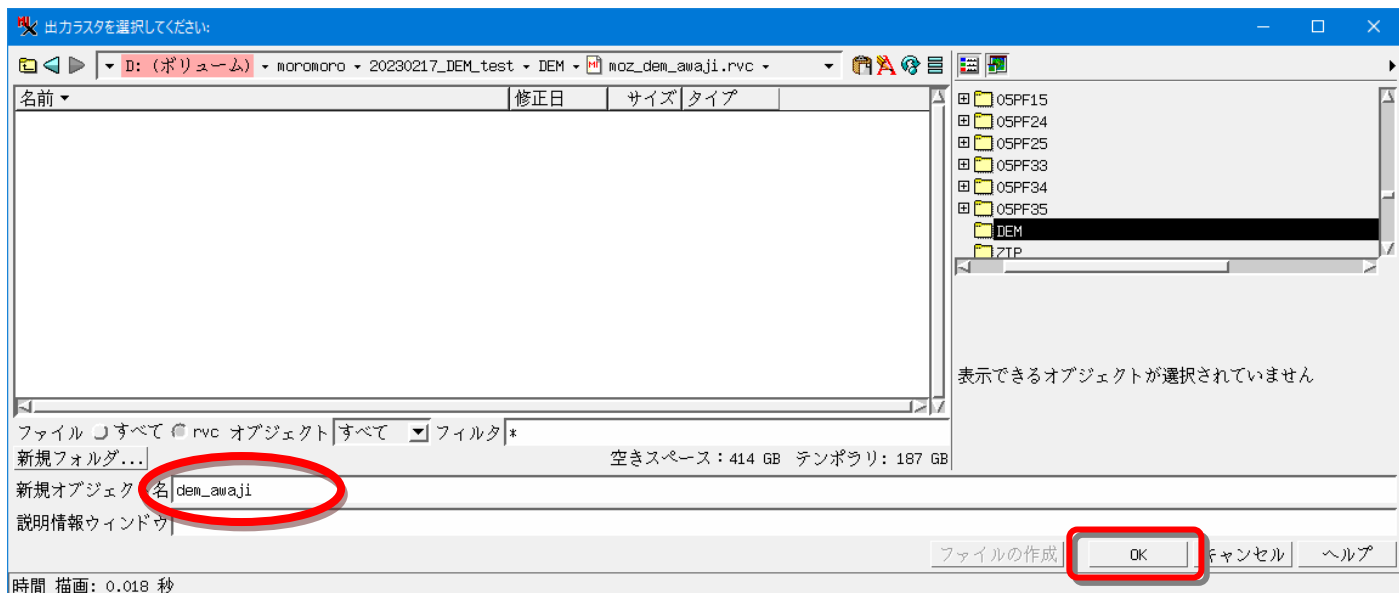 出力ラスタを選択してください:
D: (ボリューム) moromoro 20230217_DEM_test DEM moz_dem_awaji.rvc
名前 修正日 サイズ タイプ
05PF15
05PF24
05PF25
05PF33
05PF34
05PF35
DEM
ZIP
表示できるオブジェクトが選択されていません
ファイル すべて rvc オブジェクト すべて フィルタ *
新規フォルダ... 空きスペース：414 GB テンポラリ: 187 GB
新規オブジェク 名 dem_awaji
説明情報ウィンドウ
ファイルの作成 OK キャンセル ヘルプ
時間 描画: 0.018 秒